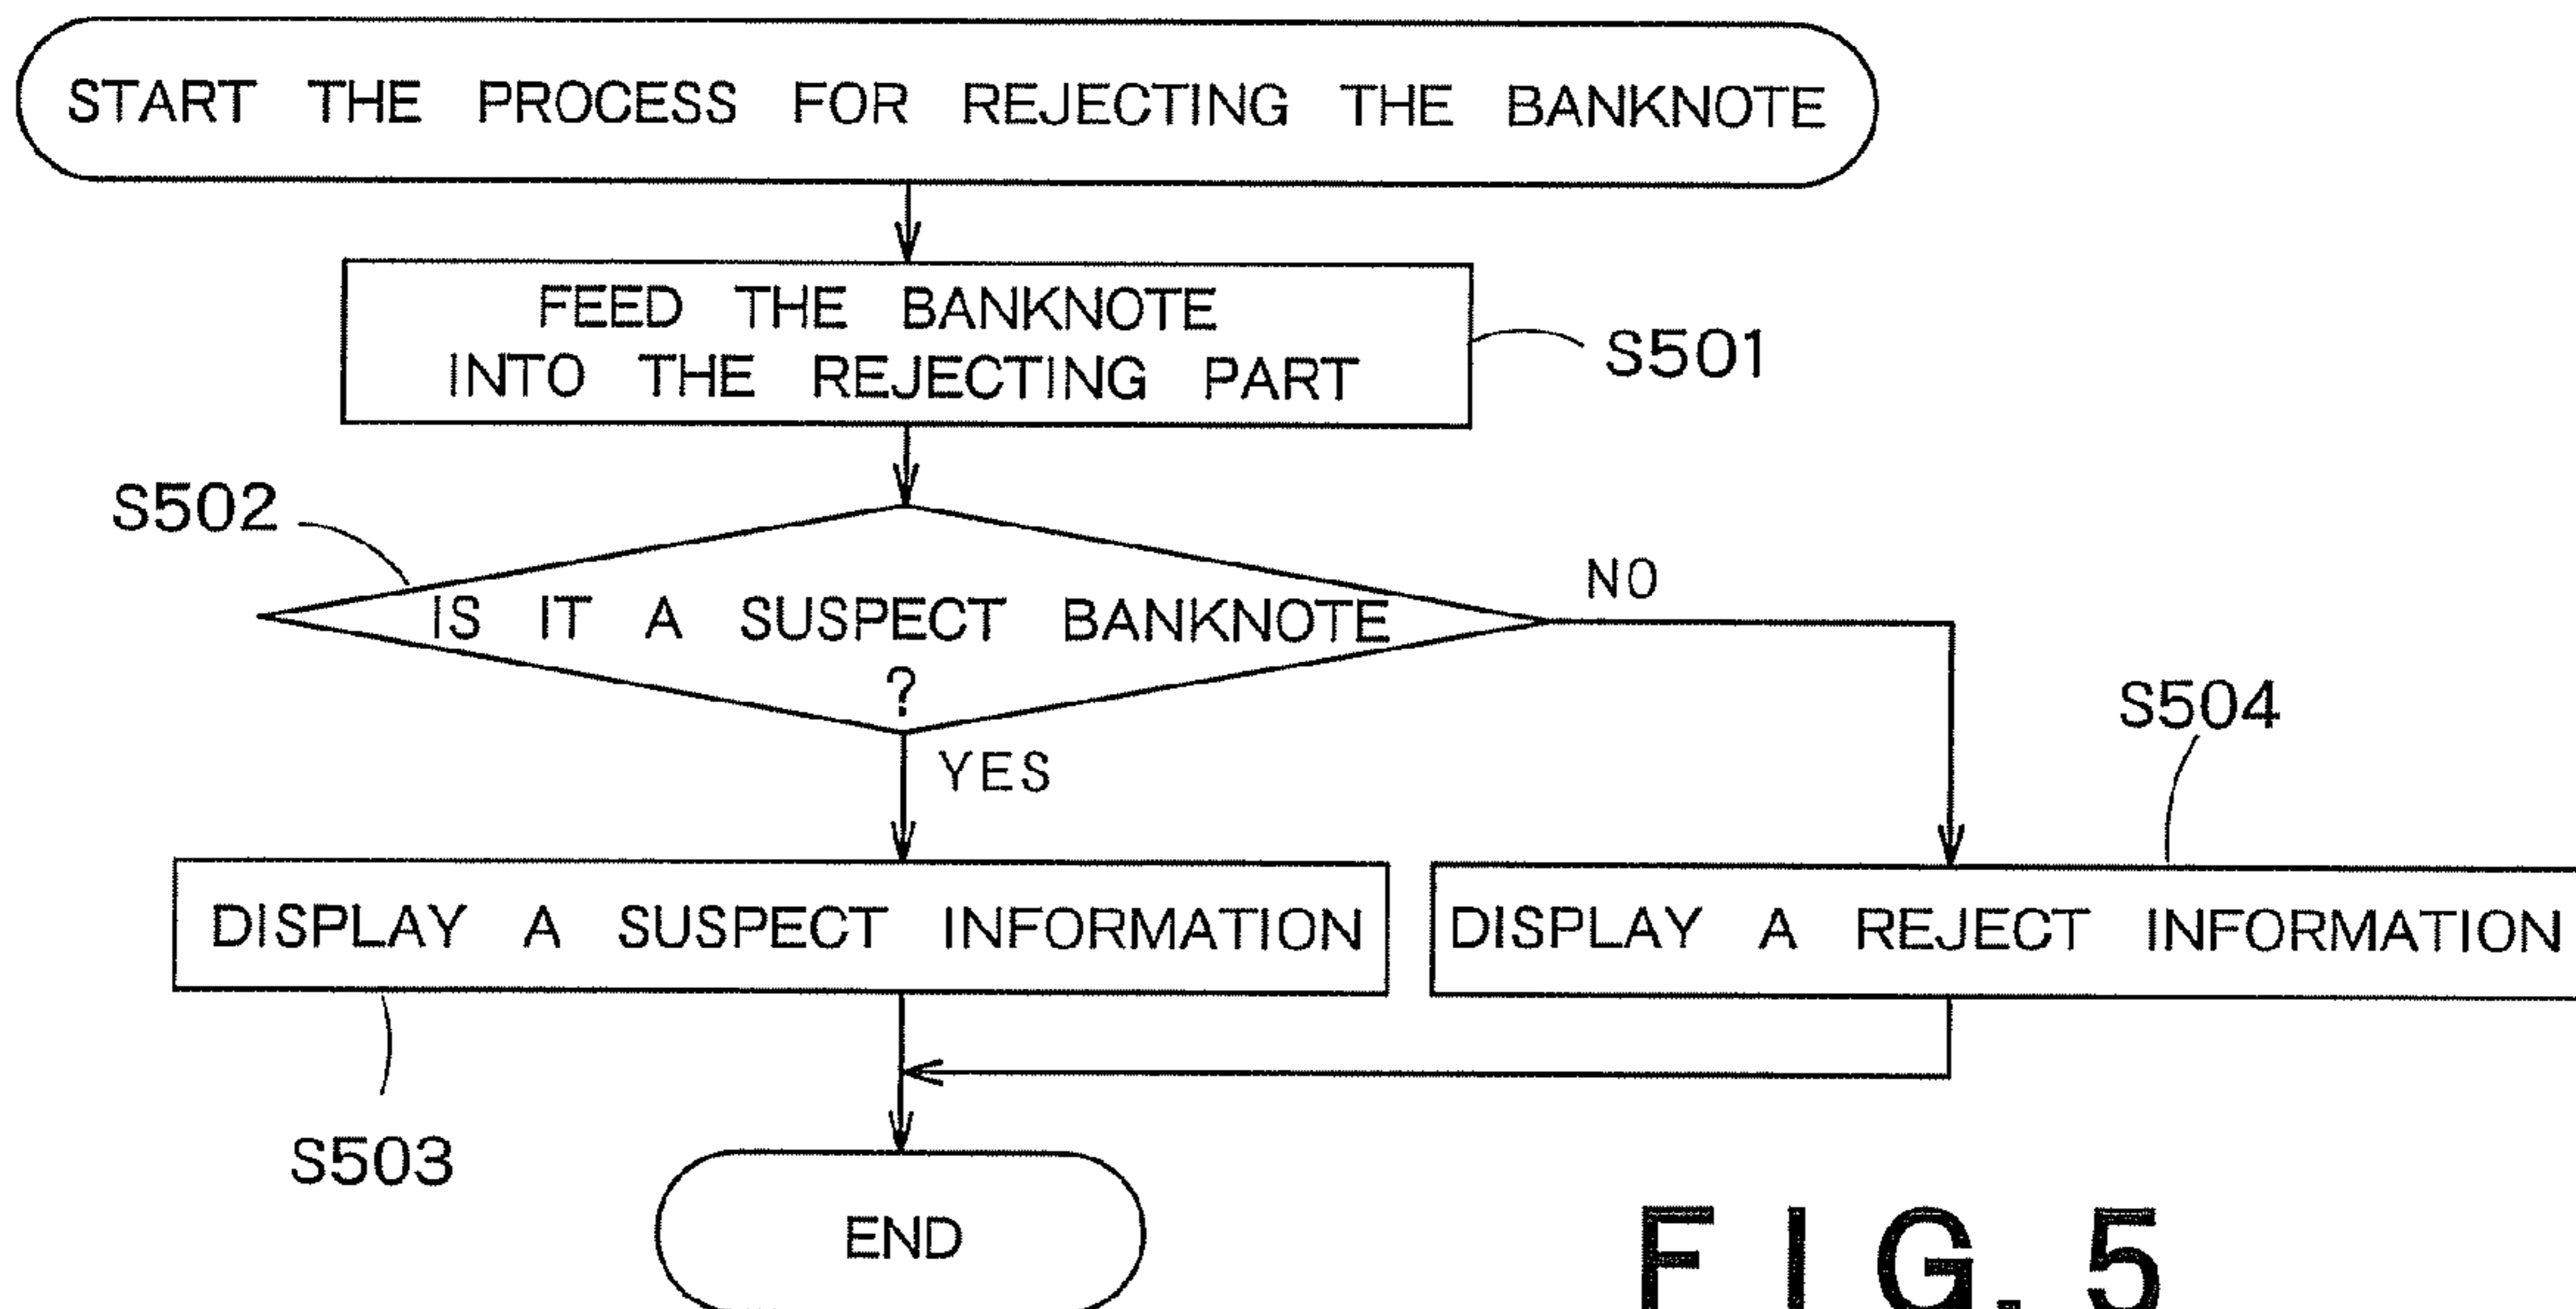 START THE PROCESS FOR REJECTING THE BANKNOTE
FEED THE BANKNOTE
INTO THE REJECTING PART
S501
S502
IS IT A SUSPECT BANKNOTE
?
NO
YES
S504
DISPLAY A SUSPECT INFORMATION
DISPLAY A REJECT INFORMATION
S503
END
FIG. 5